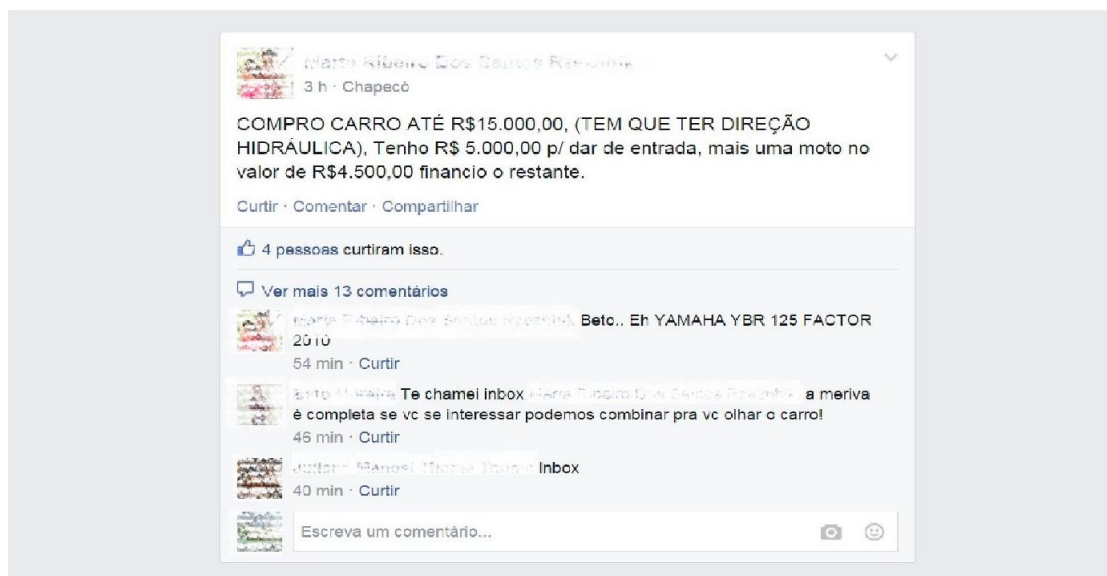 3 h · Chapecó
COMPRO CARRO ATÉ R$15.000,00, (TEM QUE TER DIREÇÃO
HIDRÁULICA), Tenho R$ 5.000,00 p/ dar de entrada, mais uma moto no
valor de R$4.500,00 financio o restante.
Curtir · Comentar · Compartilhar
4 pessoas curtiram isso.
Ver mais 13 comentários
Beto.. Eh YAMAHA YBR 125 FACTOR
2010
54 min · Curtir
Te chamei inbox a meriva
é completa se vc se interessar podemos combinar pra vc olhar o carro!
46 min · Curtir
Inbox
40 min · Curtir
Escreva um comentário...